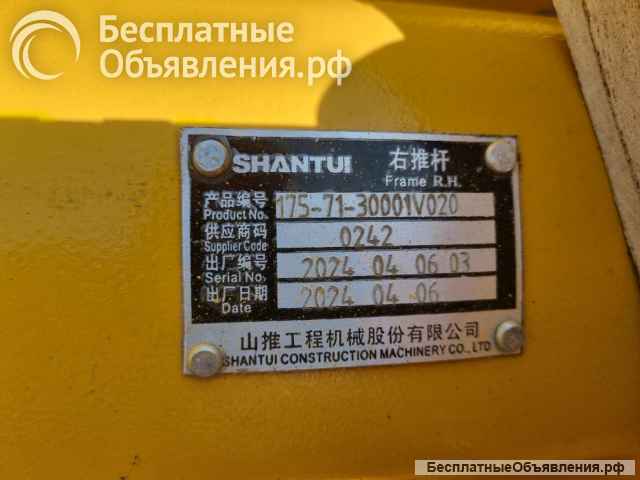 Бесплатные
Объявления.рф
SHANTUI 右推杆
Frame R.H.
产品编号 175-71-30001V020
Product No.
供应商码 0242
Supplier Code
出厂编号 2024 04 06 03
Serial No.
出厂日期 2024 04 06
Date
山推工程机械股份有限公司
SHANTUI CONSTRUCTION MACHINERY CO., LTD
БесплатныеОбъявления.рф